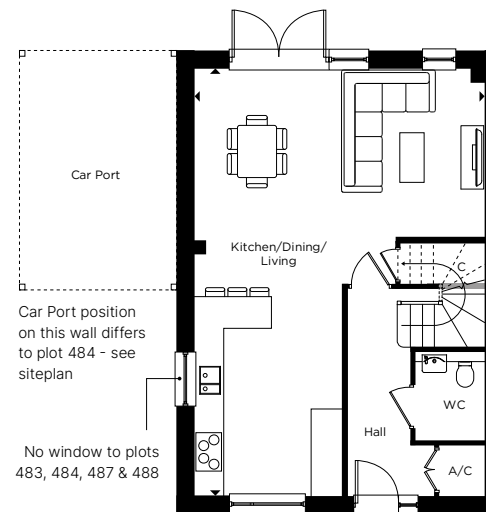 Car Port
Kitchen/Dining/
Living
C
Car Port position
on this wall differs
to plot 484 - see
siteplan
WC
Hall
No window to plots
483, 484, 487 & 488
A/C